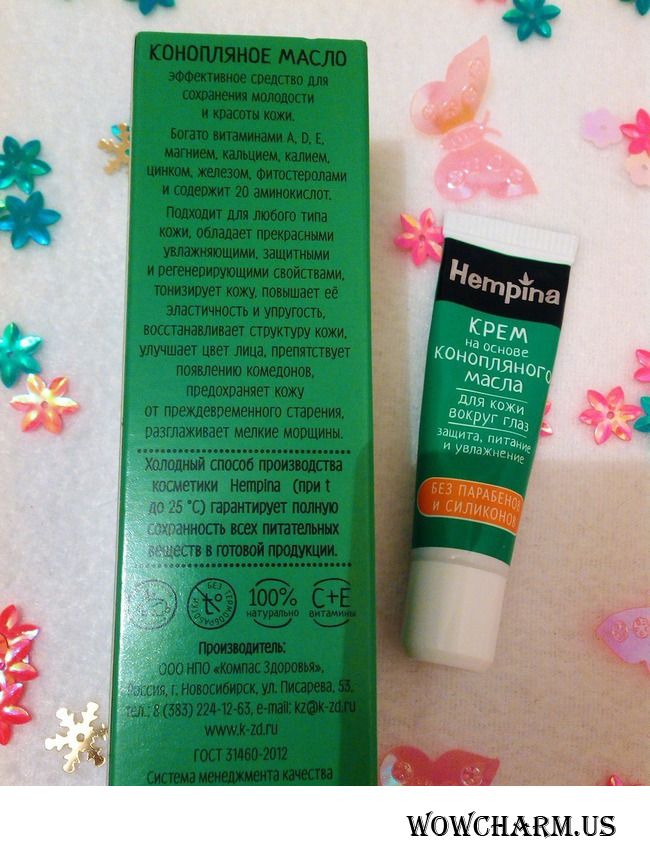 КОНОПЛЯНОЕ МАСЛО
эффективное средство для
сохранения молодости
и красоты кожи.
Богато витаминами A, D, E,
магнием, кальцием, калием,
цинком, железом, фитостеролами
и содержит 20 аминокислот.
Подходит для любого типа
кожи, обладает прекрасными
увлажняющими, защитными
и регенерирующими свойствами,
тонизирует кожу, повышает её
эластичность и упругость,
восстанавливает структуру кожи,
улучшает цвет лица, препятствует
появлению комедонов,
предохраняет кожу
от преждевременного старения,
разглаживает мелкие морщины.
Холодный способ производства
косметики Hempina (при t
до 25 °С) гарантирует полную
сохранность всех питательных
веществ в готовой продукции.
БЕЗ ТЕРМООБРАБОТКИ
t°
100%
натурально
C+E
витамины
Производитель:
ООО НПО «Компас Здоровья»,
Россия, г. Новосибирск, ул. Писарева, 53,
тел.: 8 (383) 224-12-63, e-mail: kz@k-zd.ru
www.k-zd.ru
ГОСТ 31460-2012
Система менеджмента качества
Hempina
КРЕМ
на основе
КОНОПЛЯНОГО
МАСЛА
для кожи
вокруг глаз
защита, питание
и увлажнение
БЕЗ ПАРАБЕНОВ
И СИЛИКОНОВ
WOWCHARM.US